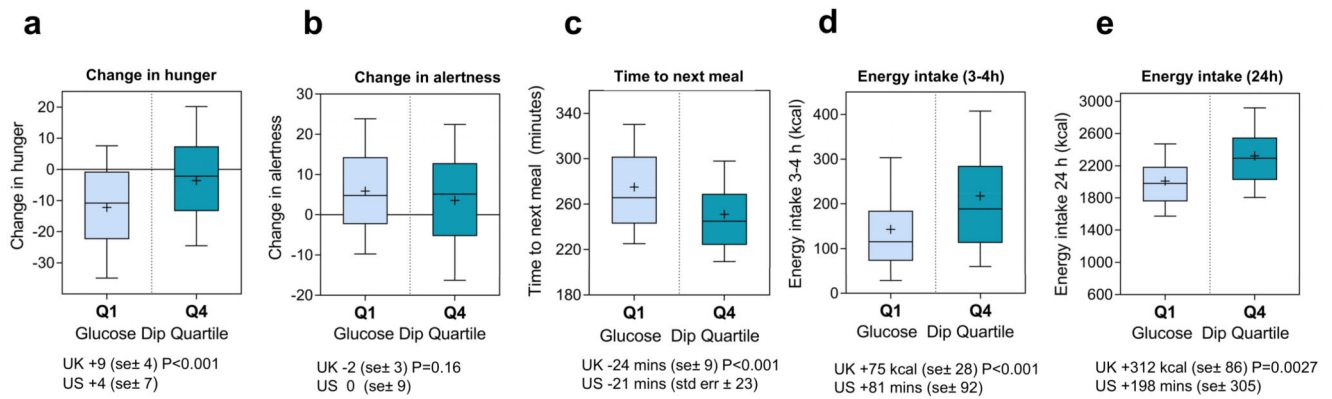 a
Change in hunger
Change in hunger
20
10
0
-10
-20
-30
Q1 Q4
Glucose Dip Quartile
UK +9 (se± 4) P<0.001
US +4 (se± 7)
b
Change in alertness
Change in alertness
30
20
10
0
-10
-20
Q1 Q4
Glucose Dip Quartile
UK -2 (se± 3) P=0.16
US 0 (se± 9)
c
Time to next meal
Time to next meal (minutes)
340
300
260
220
180
Q1 Q4
Glucose Dip Quartile
UK -24 mins (se± 9) P<0.001
US -21 mins (std err ± 23)
d
Energy intake (3-4h)
Energy intake 3-4 h (kcal)
400
300
200
100
0
Q1 Q4
Glucose Dip Quartile
UK +75 kcal (se± 28) P<0.001
US +81 mins (se± 92)
e
Energy intake (24h)
Energy intake 24 h (kcal)
3000
2600
2200
1800
1400
1000
600
Q1 Q4
Glucose Dip Quartile
UK +312 kcal (se± 86) P=0.0027
US +198 mins (se± 305)